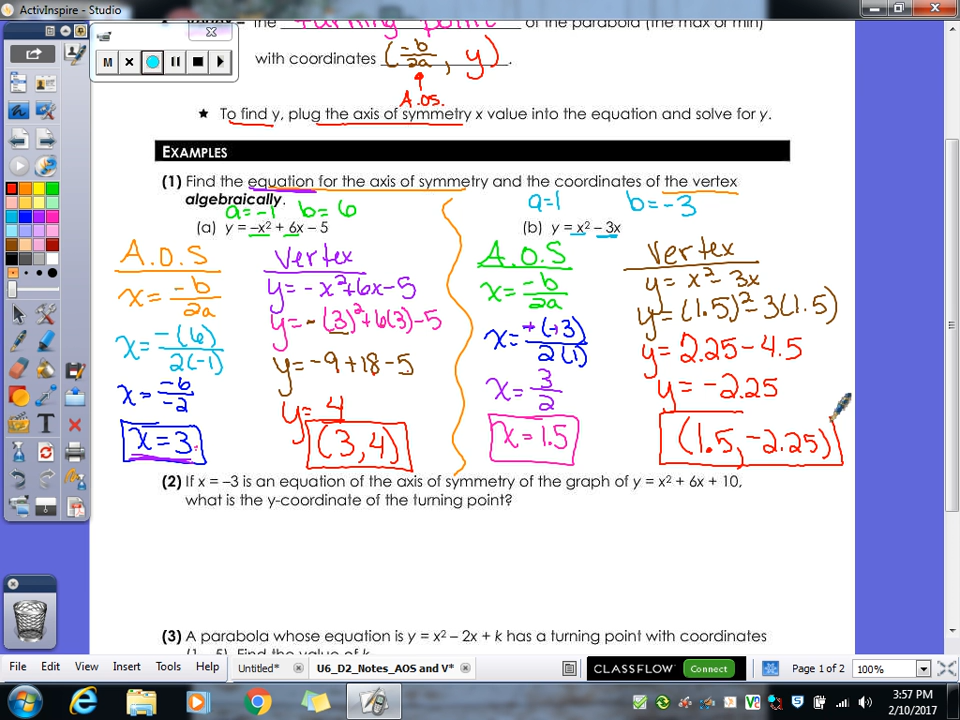 ActivInspire - Studio
Vertex – the turning point of the parabola (the max or min)
with coordinates (-b/2a, y).
A.O.S.
★ To find y, plug the axis of symmetry x value into the equation and solve for y.
EXAMPLES
(1) Find the equation for the axis of symmetry and the coordinates of the vertex
algebraically.
a=-1 b=6
(a) y = –x² + 6x – 5
A.O.S
x = -b/2a
x = -(6)/2(-1)
x = -6/-2
x = 3
Vertex
y = -x²+6x-5
y = -(3)²+6(3)-5
y = -9+18-5
y = 4
(3,4)
a=1 b=-3
(b) y = x² – 3x
A.O.S
x = -b/2a
x = -(-3)/2(1)
x = 3/2
x = 1.5
Vertex
y = x² - 3x
y = (1.5)² - 3(1.5)
y = 2.25 - 4.5
y = -2.25
(1.5, -2.25)
(2) If x = –3 is an equation of the axis of symmetry of the graph of y = x² + 6x + 10,
what is the y-coordinate of the turning point?
(3) A parabola whose equation is y = x² – 2x + k has a turning point with coordinates
File Edit View Insert Tools Help
Untitled* U6_D2_Notes_AOS and V*
CLASSFLOW Connect
Page 1 of 2 100%
3:57 PM
2/10/2017